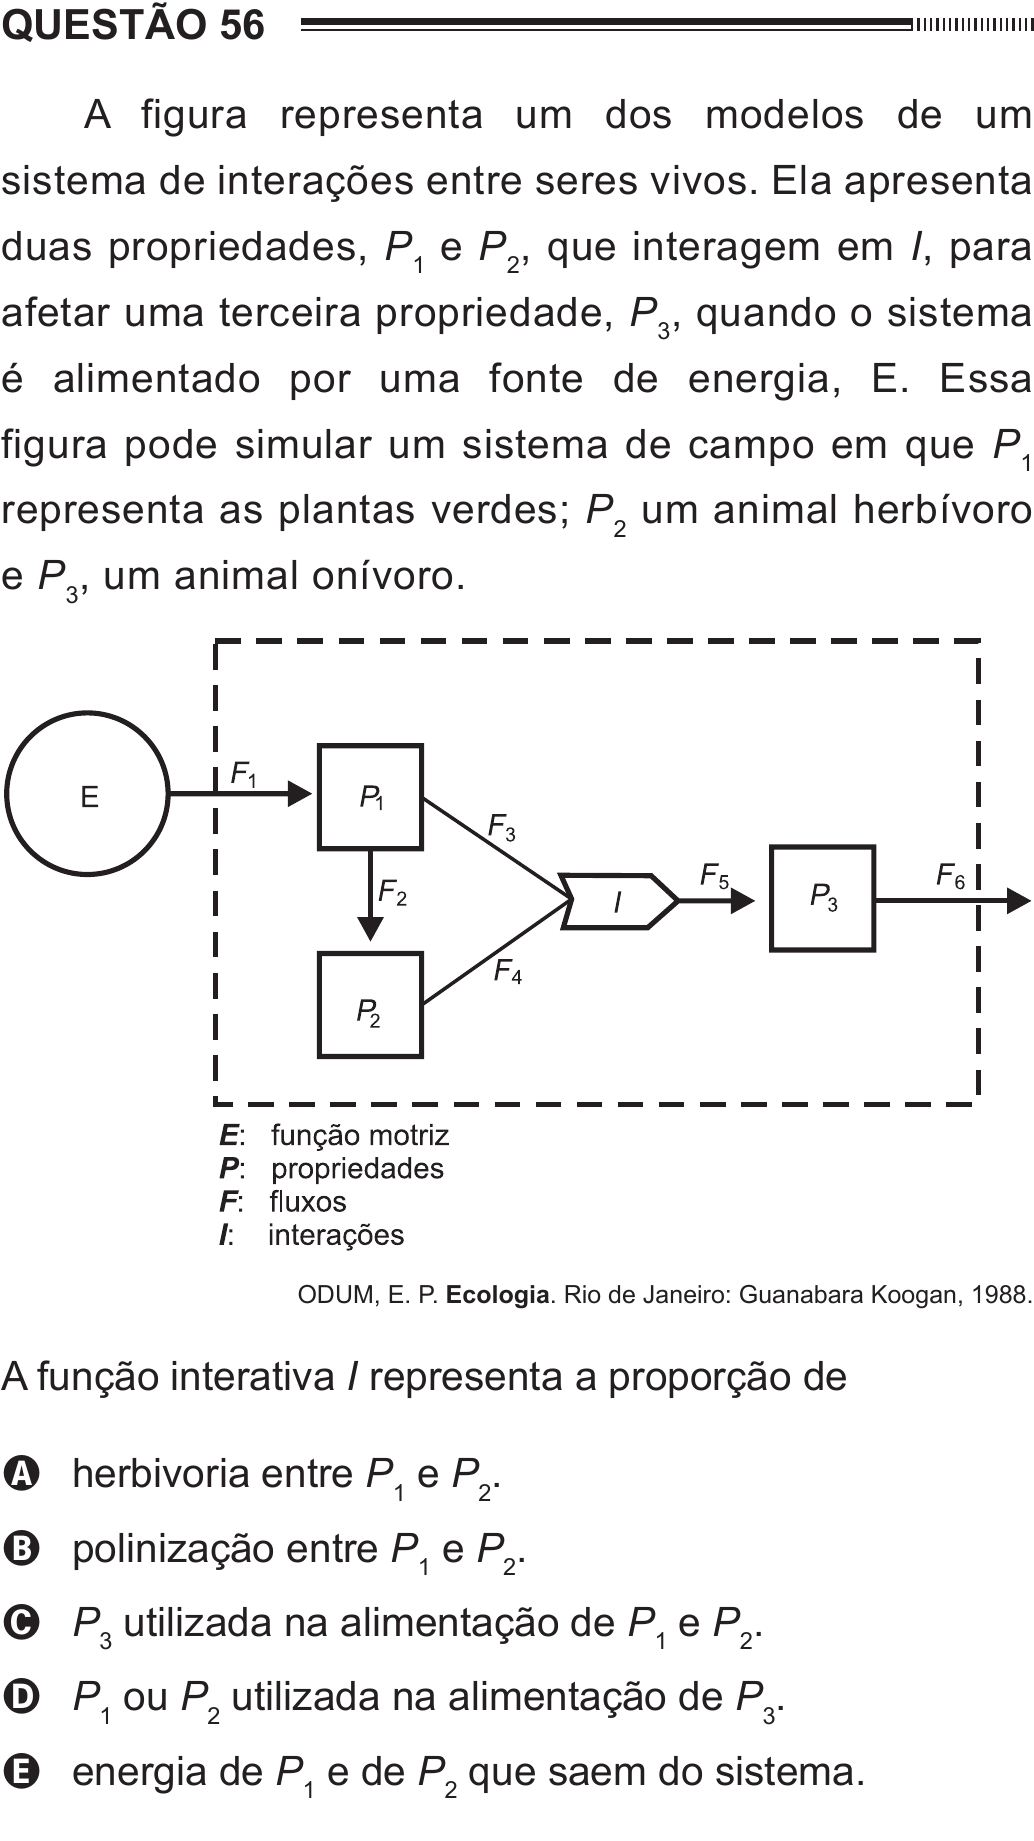 QUESTÃO 56
A figura representa um dos modelos de um
sistema de interações entre seres vivos. Ela apresenta
duas propriedades, P1 e P2, que interagem em I, para
afetar uma terceira propriedade, P3, quando o sistema
é alimentado por uma fonte de energia, E. Essa
figura pode simular um sistema de campo em que P1
representa as plantas verdes; P2 um animal herbívoro
e P3, um animal onívoro.
E
F1
P1
F3
F2
I
F5
P3
F6
F4
P2
E: função motriz
P: propriedades
F: fluxos
I: interações
ODUM, E. P. Ecologia. Rio de Janeiro: Guanabara Koogan, 1988.
A função interativa I representa a proporção de
A herbivoria entre P1 e P2.
B polinização entre P1 e P2.
C P3 utilizada na alimentação de P1 e P2.
D P1 ou P2 utilizada na alimentação de P3.
E energia de P1 e de P2 que saem do sistema.